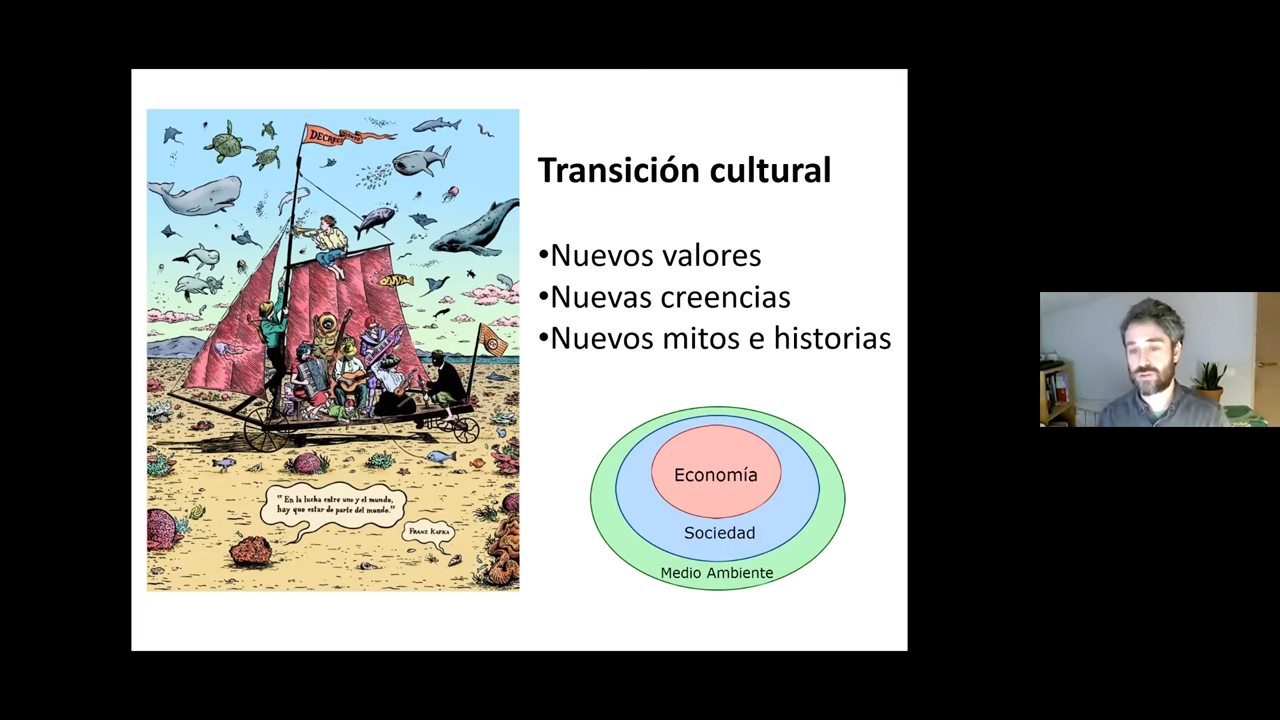 DECRECIMIENTO
Transición cultural
•Nuevos valores
•Nuevas creencias
•Nuevos mitos e historias
Economía
Sociedad
Medio Ambiente
"En la lucha entre uno y el mundo,
hay que estar de parte del mundo."
FRANZ KAFKA